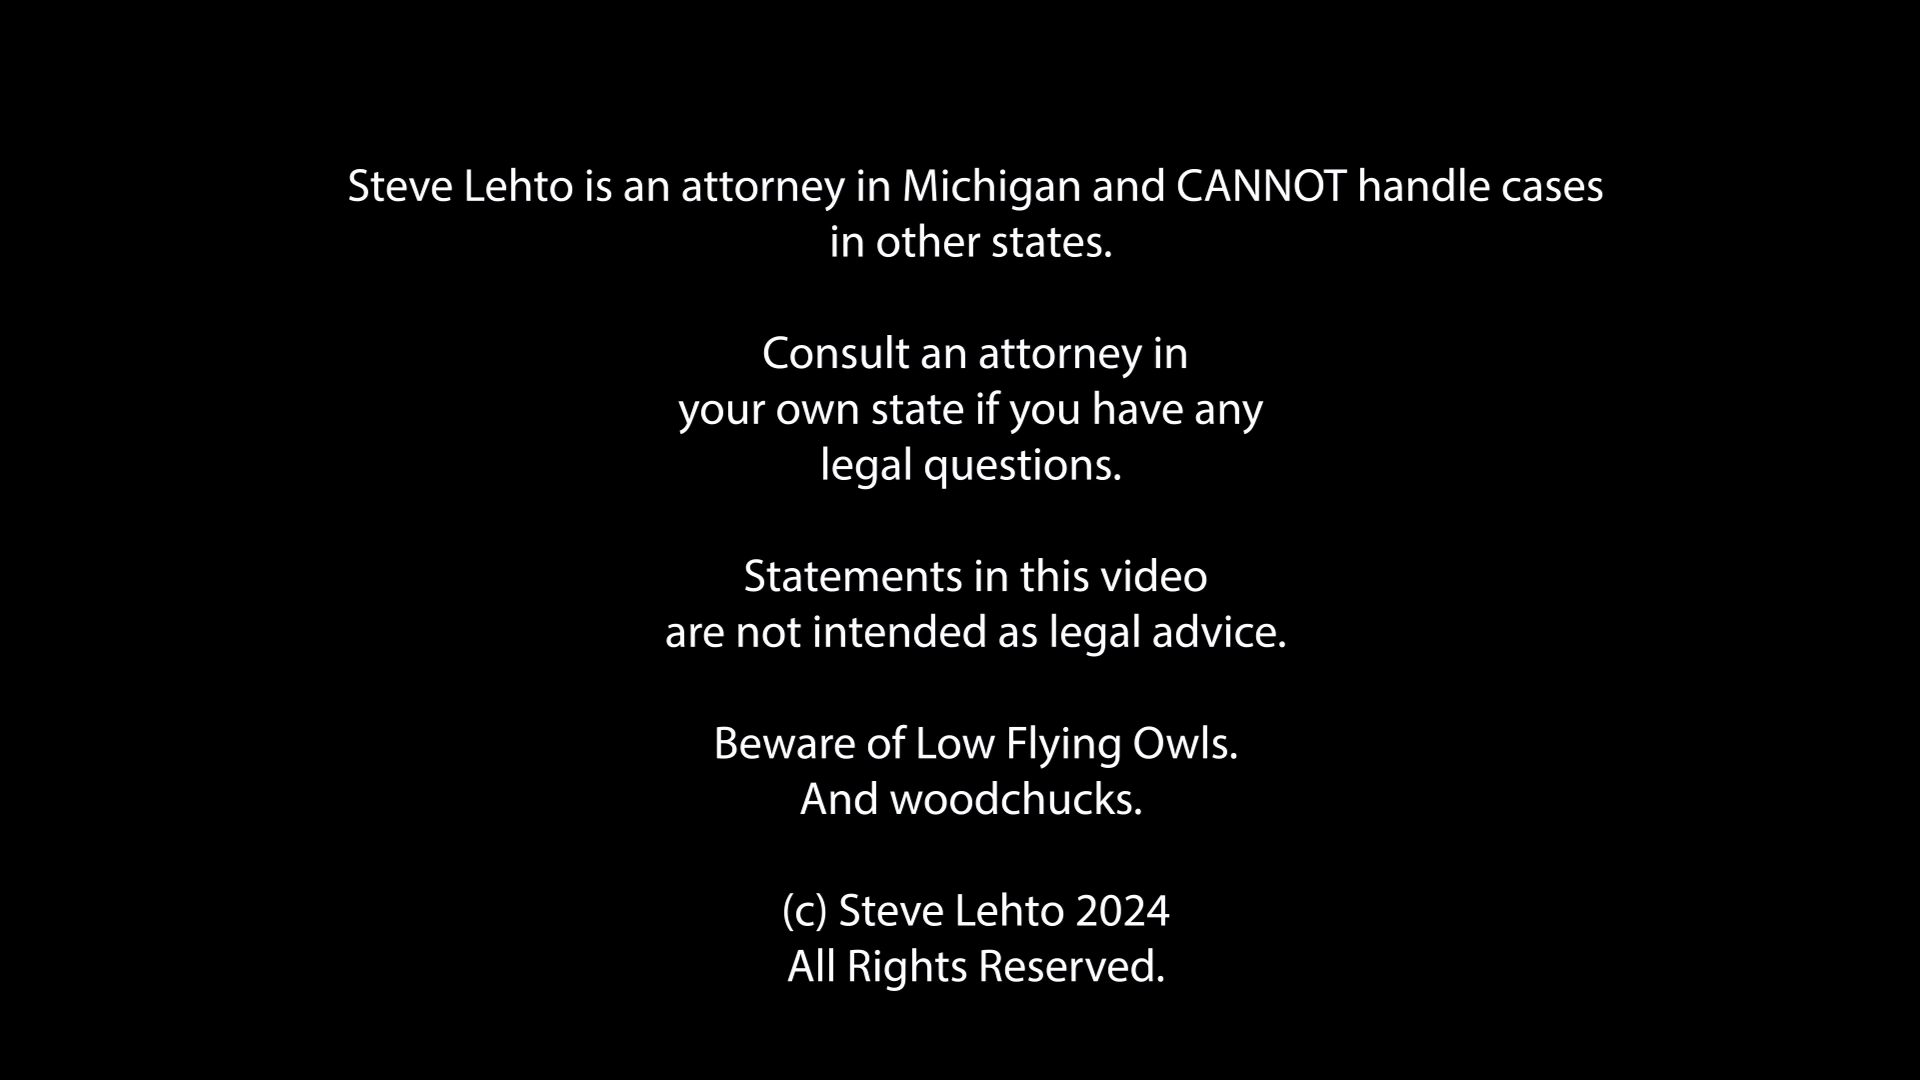 Steve Lehto is an attorney in Michigan and CANNOT handle cases
in other states.
Consult an attorney in
your own state if you have any
legal questions.
Statements in this video
are not intended as legal advice.
Beware of Low Flying Owls.
And woodchucks.
(c) Steve Lehto 2024
All Rights Reserved.